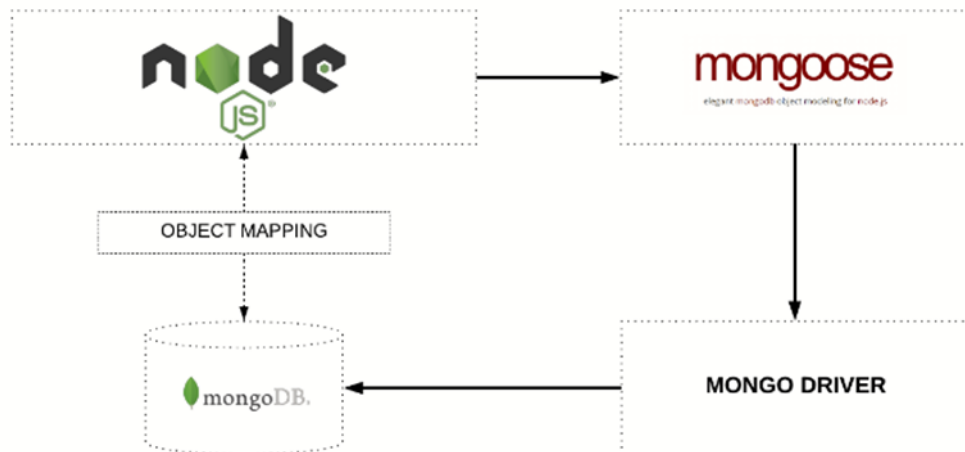 node
JS®
mongoose
elegant mongodb object modeling for node.js
OBJECT MAPPING
mongoDB.
MONGO DRIVER